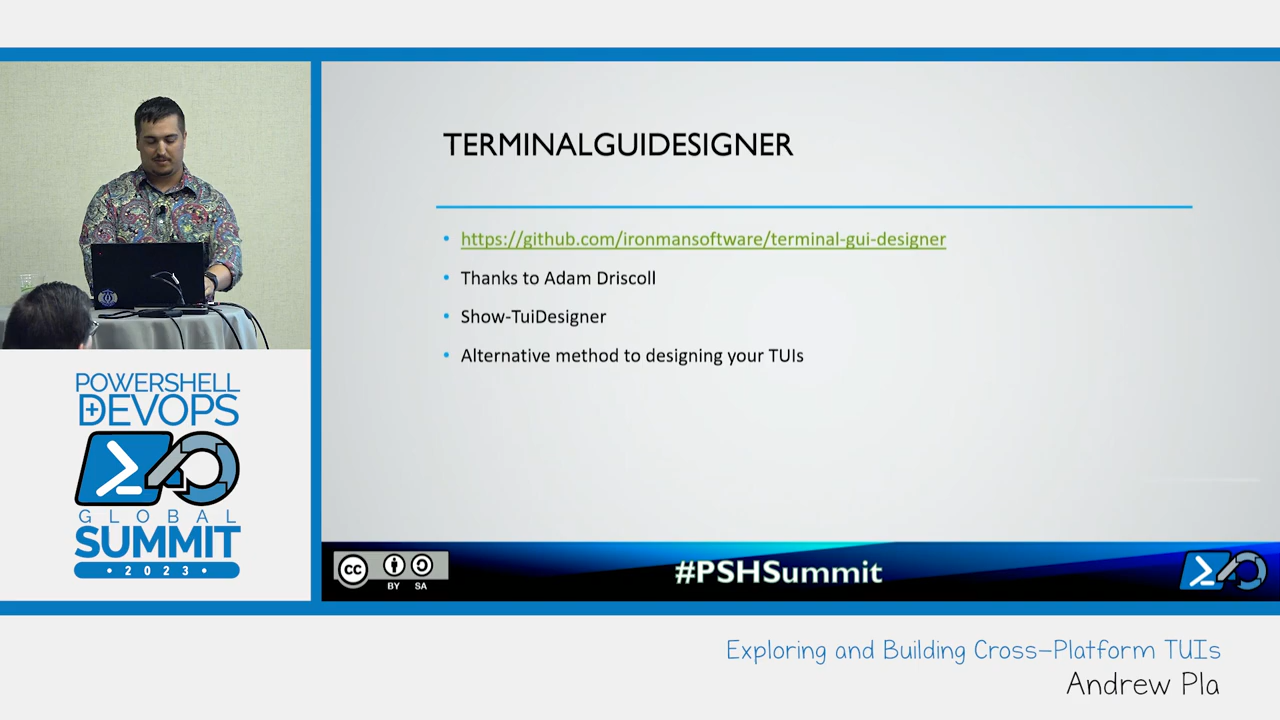 TERMINALGUIDESIGNER
• https://github.com/ironmansoftware/terminal-gui-designer
• Thanks to Adam Driscoll
• Show-TuiDesigner
• Alternative method to designing your TUIs
POWERSHELL
+DEVOPS
GLOBAL
SUMMIT
• 2023 •
cc
BY SA
#PSHSummit
Exploring and Building Cross-Platform TUIs
Andrew Pla